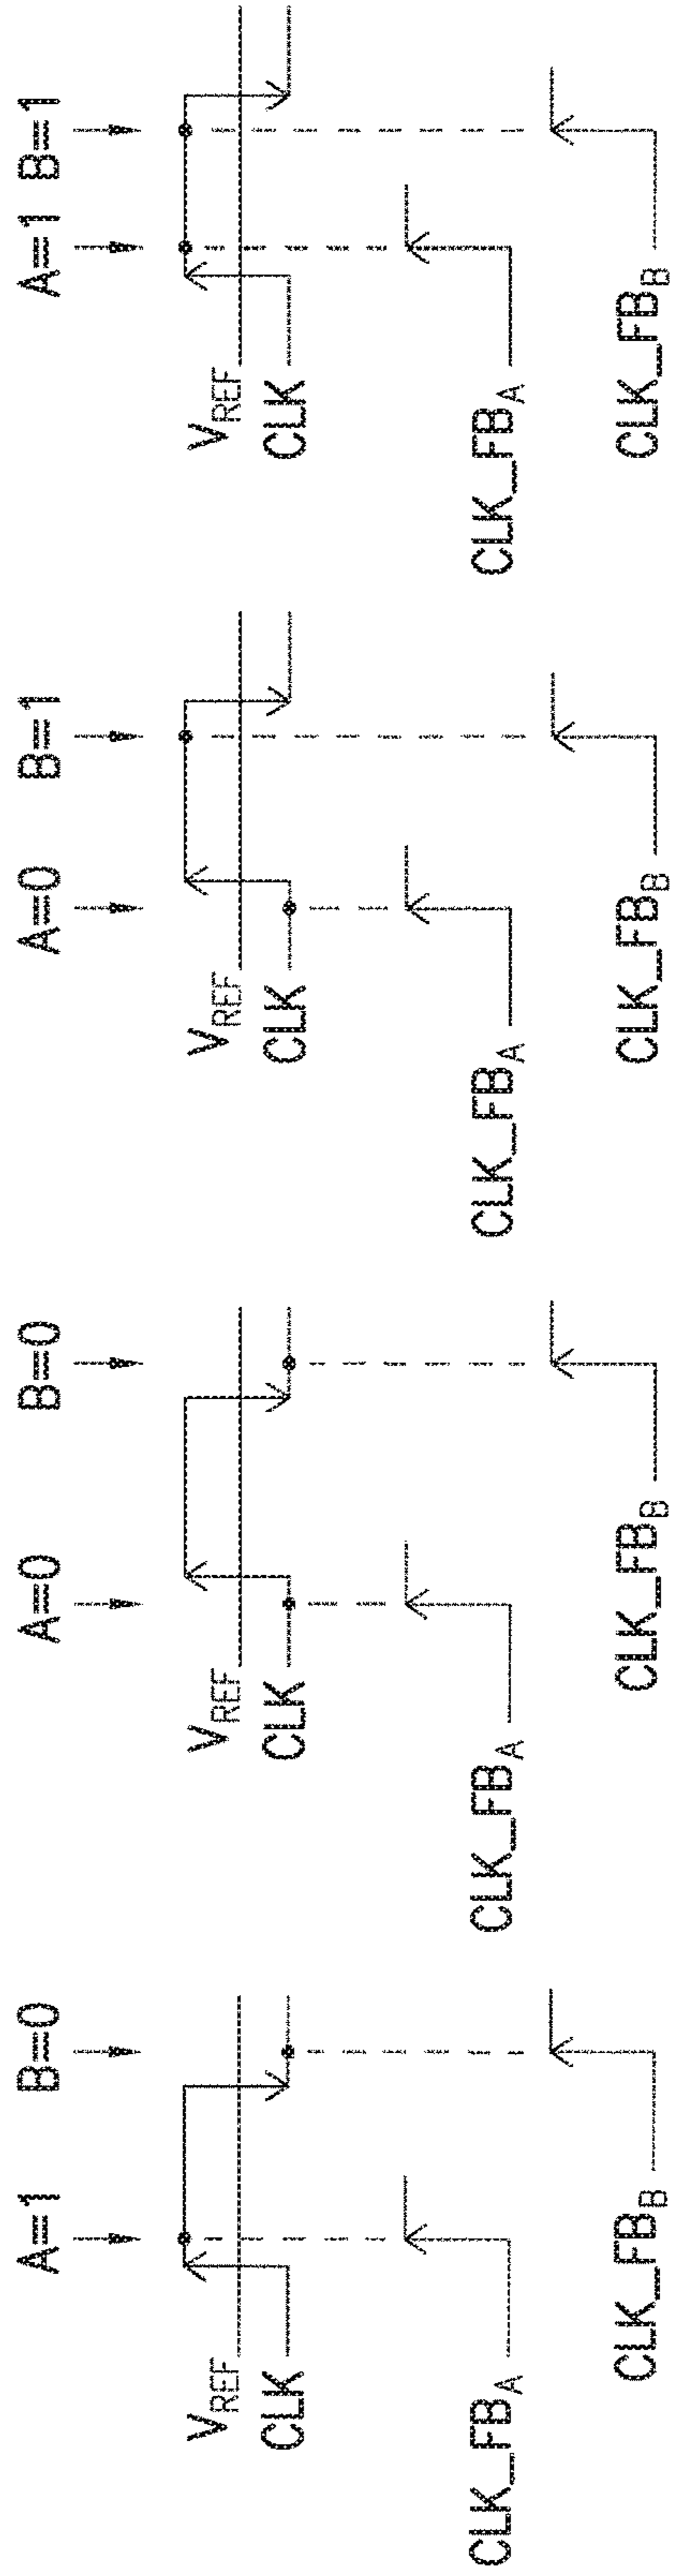 A=1 B=0
V_REF
CLK
CLK_FB_A
CLK_FB_B
A=0 B=0
V_REF
CLK
CLK_FB_A
CLK_FB_B
A=0 B=1
V_REF
CLK
CLK_FB_A
CLK_FB_B
A=1 B=1
V_REF
CLK
CLK_FB_A
CLK_FB_B